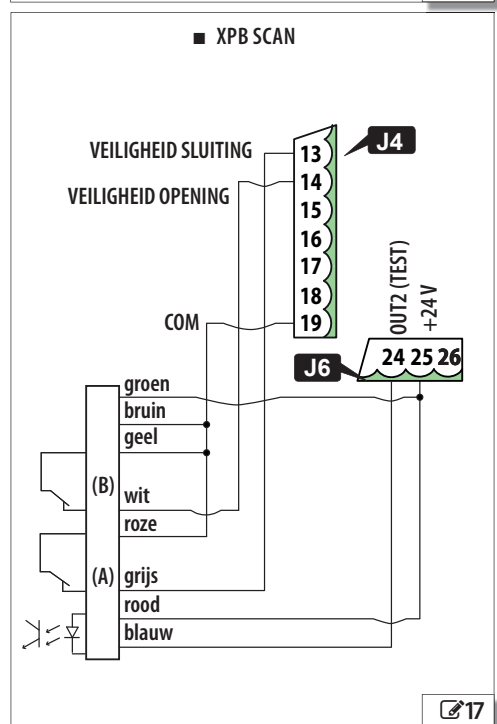 ■ XPB SCAN
VEILIGHEID SLUITING
VEILIGHEID OPENING
COM
J4
13
14
15
16
17
18
19
OUT2 (TEST)
+24 V
J6
24 25 26
groen
bruin
geel
(B)
wit
roze
(A)
grijs
rood
blauw
17